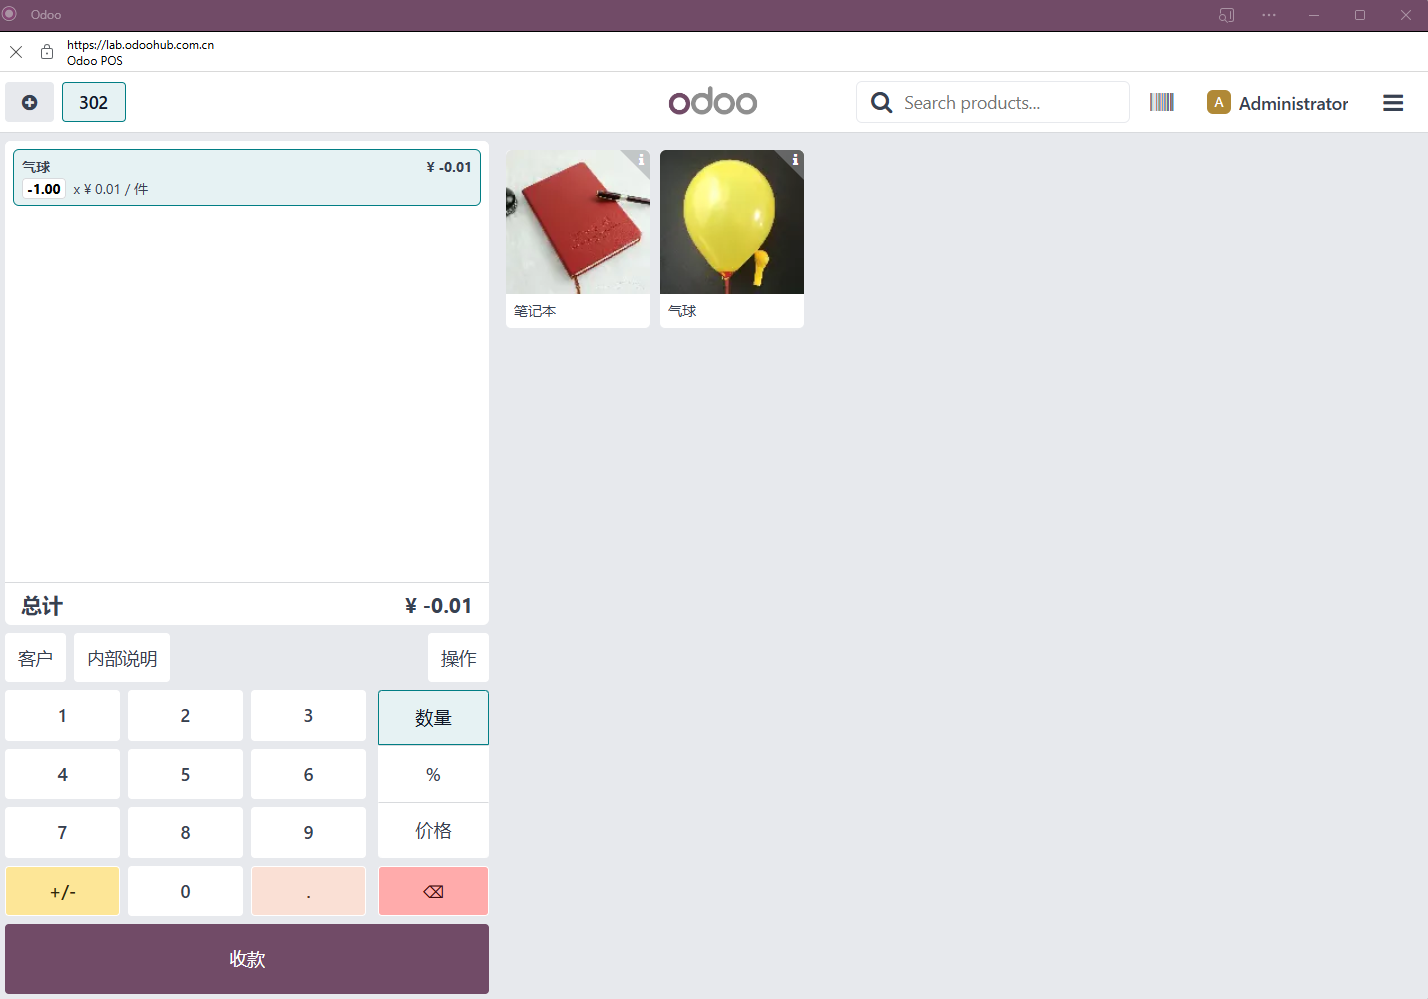 Odoo
https://lab.odoohub.com.cn
Odoo POS
302
odoo
Search products...
A Administrator
气球 ¥ -0.01
-1.00 x ¥ 0.01 / 件
笔记本
气球
总计 ¥ -0.01
客户 内部说明 操作
1 2 3 数量
4 5 6 %
7 8 9 价格
+/- 0 .
收款